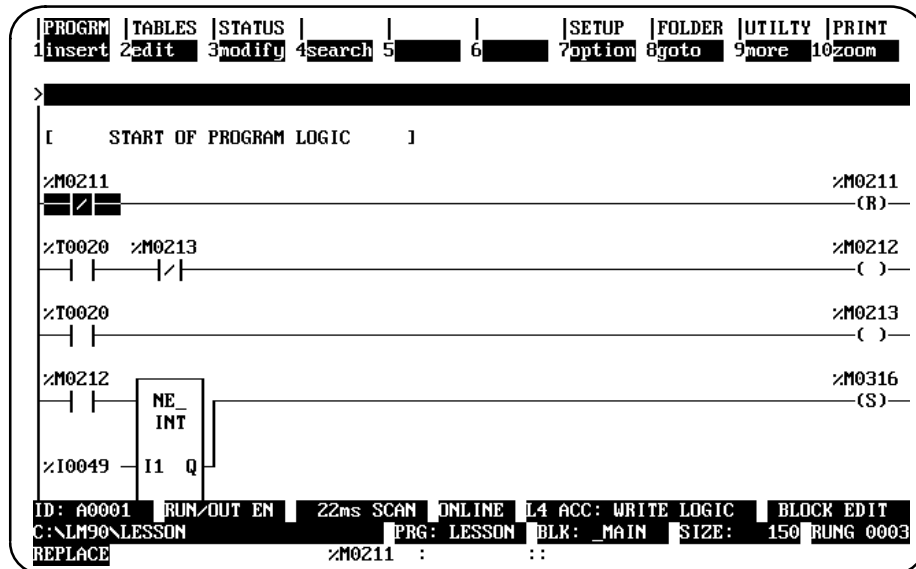 |PROGRM |TABLES |STATUS | | | |SETUP |FOLDER |UTILTY |PRINT
1insert 2edit 3modify 4search 5 6 7option 8goto 9more 10zoom
>
[ START OF PROGRAM LOGIC ]
%M0211 %M0211
/ (R)
%T0020 %M0213 %M0212
/ ( )
%T0020 %M0213
( )
%M0212 %M0316
NE_ (S)
INT
%I0049 I1 Q
ID: A0001 RUN/OUT EN 22ms SCAN ONLINE L4 ACC: WRITE LOGIC BLOCK EDIT
C:\LM90\LESSON PRG: LESSON BLK: _MAIN SIZE: 150 RUNG 0003
REPLACE %M0211 : ::